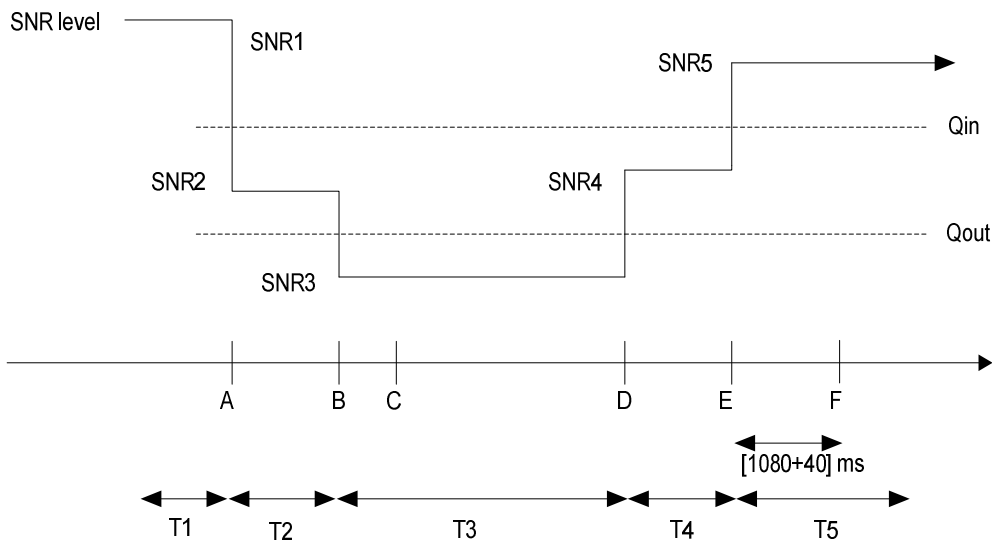 SNR level
SNR1
SNR5
Qin
SNR2
SNR4
Qout
SNR3
A B C D E F
[1080+40] ms
T1 T2 T3 T4 T5